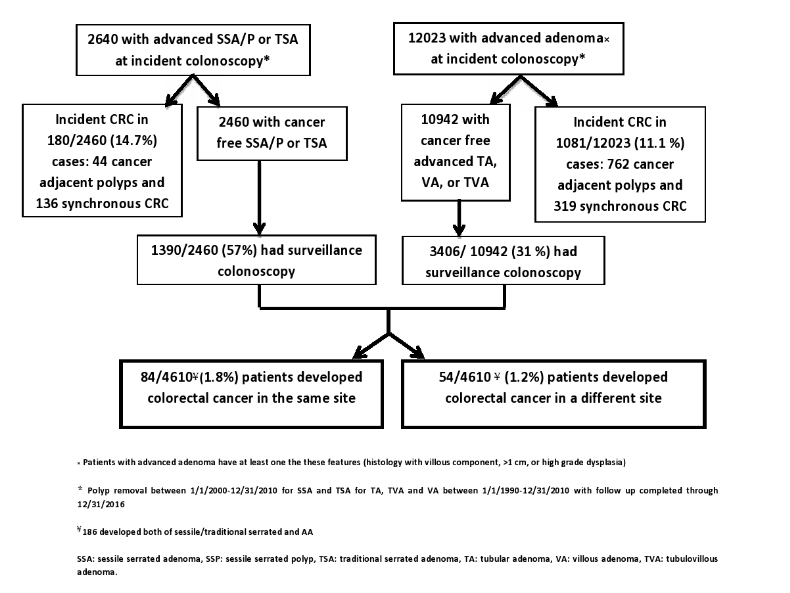 2640 with advanced SSA/P or TSA
at incident colonoscopy*
12023 with advanced adenoma×
at incident colonoscopy*
Incident CRC in
180/2460 (14.7%)
cases: 44 cancer
adjacent polyps and
136 synchronous CRC
2460 with cancer
free SSA/P or TSA
10942 with
cancer free
advanced TA,
VA, or TVA
Incident CRC in
1081/12023 (11.1 %)
cases: 762 cancer
adjacent polyps and
319 synchronous CRC
1390/2460 (57%) had surveillance
colonoscopy
3406/ 10942 (31 %) had
surveillance colonoscopy
84/4610¥(1.8%) patients developed
colorectal cancer in the same site
54/4610 ¥ (1.2%) patients developed
colorectal cancer in a different site
× Patients with advanced adenoma have at least one the these features (histology with villous component, >1 cm, or high grade dysplasia)
* Polyp removal between 1/1/2000-12/31/2010 for SSA and TSA for TA, TVA and VA between 1/1/1990-12/31/2010 with follow up completed through
12/31/2016
¥186 developed both of sessile/traditional serrated and AA
SSA: sessile serrated adenoma, SSP: sessile serrated polyp, TSA: traditional serrated adenoma, TA: tubular adenoma, VA: villous adenoma, TVA: tubulovillous
adenoma.